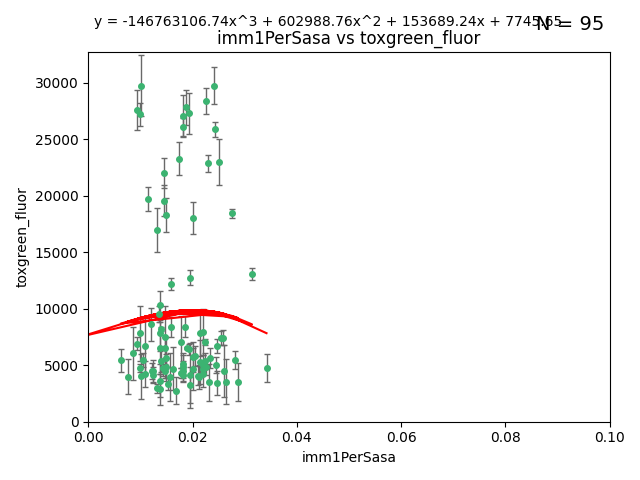 y = -146763106.74x^3 + 602988.76x^2 + 153689.24x + 7745.65
N = 95
imm1PerSasa vs toxgreen_fluor
30000
25000
20000
15000
10000
5000
0
toxgreen_fluor
0.00 0.02 0.04 0.06 0.08 0.10
imm1PerSasa